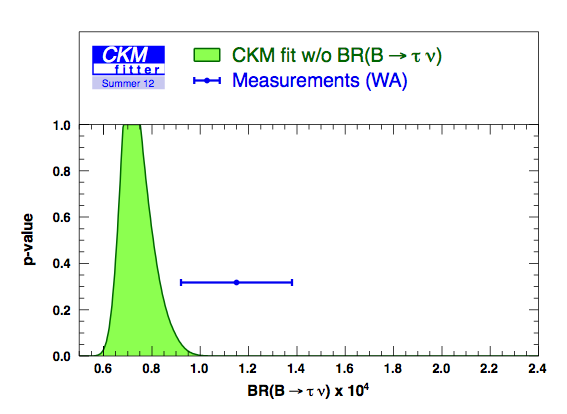 CKM
fitter
Summer 12
CKM fit w/o BR(B → τ ν)
Measurements (WA)
1.0
0.8
0.6
0.4
0.2
0.0
p-value
0.6 0.8 1.0 1.2 1.4 1.6 1.8 2.0 2.2 2.4
BR(B → τ ν) x 10⁴